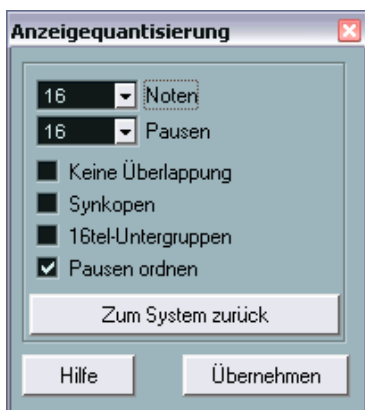 Anzeigequantisierung
16 Noten
16 Pausen
Keine Überlappung
Synkopen
16tel-Untergruppen
Pausen ordnen
Zum System zurück
Hilfe Übernehmen